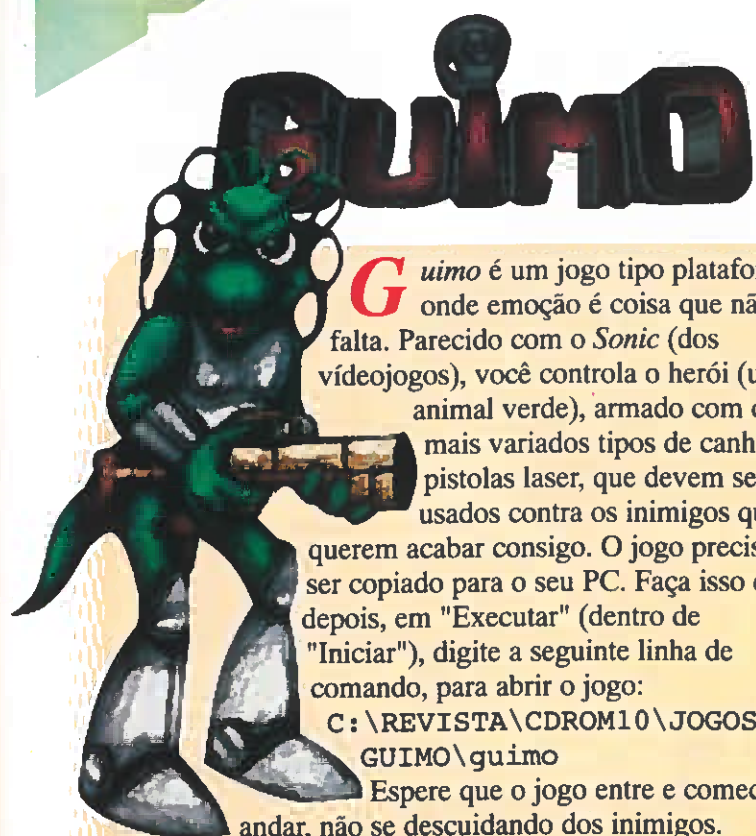 GUIMO
Guimo é um jogo tipo platafo
onde emoção é coisa que nã
falta. Parecido com o Sonic (dos
vídeojogos), você controla o herói (u
animal verde), armado com o
mais variados tipos de canh
pistolas laser, que devem se
usados contra os inimigos qu
querem acabar consigo. O jogo precis
ser copiado para o seu PC. Faça isso e
depois, em "Executar" (dentro de
"Iniciar"), digite a seguinte linha de
comando, para abrir o jogo:
C:\REVISTA\CDROM10\JOGOS
GUIMO\guimo
Espere que o jogo entre e comec
andar, não se descuidando dos inimigos.